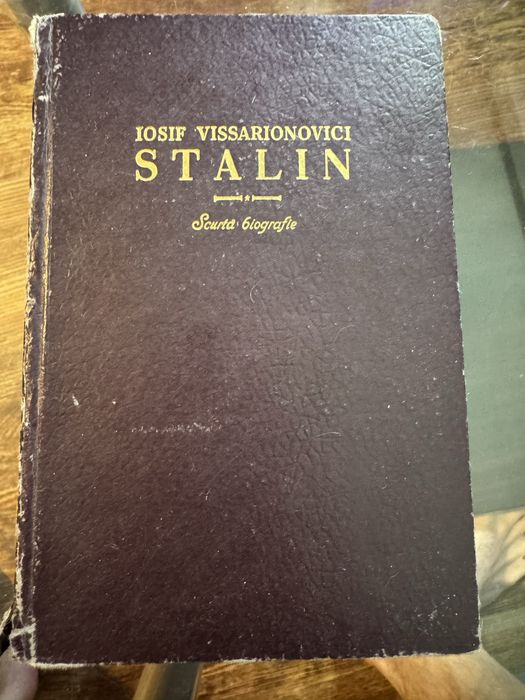 IOSIF VISSARIONOVICI
STALIN
Scurtă biografie